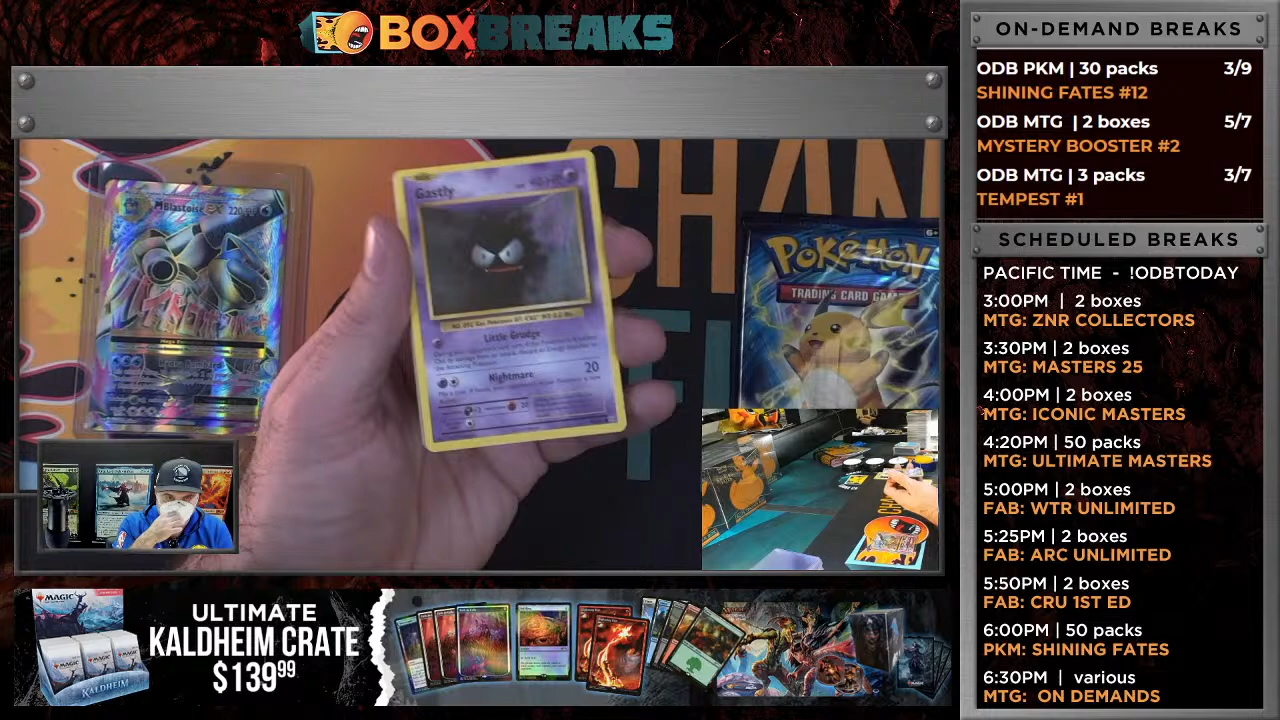 BOXBREAKS
MBlastoise EX 220
Gastly
Little Grudge
Nightmare 20
POKéMON
TRADING CARD GAME
MAGIC
KALDHEIM
ULTIMATE
KALDHEIM CRATE
$139.99
ON-DEMAND BREAKS
ODB PKM | 30 packs 3/9
SHINING FATES #12
ODB MTG | 2 boxes 5/7
MYSTERY BOOSTER #2
ODB MTG | 3 packs 3/7
TEMPEST #1
SCHEDULED BREAKS
PACIFIC TIME - !ODBTODAY
3:00PM | 2 boxes
MTG: ZNR COLLECTORS
3:30PM | 2 boxes
MTG: MASTERS 25
4:00PM | 2 boxes
MTG: ICONIC MASTERS
4:20PM | 50 packs
MTG: ULTIMATE MASTERS
5:00PM | 2 boxes
FAB: WTR UNLIMITED
5:25PM | 2 boxes
FAB: ARC UNLIMITED
5:50PM | 2 boxes
FAB: CRU 1ST ED
6:00PM | 50 packs
PKM: SHINING FATES
6:30PM | various
MTG: ON DEMANDS